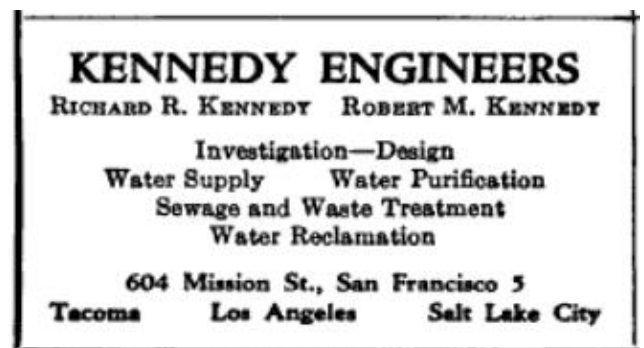 KENNEDY ENGINEERS
RICHARD R. KENNEDY ROBERT M. KENNEDY
Investigation—Design
Water Supply Water Purification
Sewage and Waste Treatment
Water Reclamation
604 Mission St., San Francisco 5
Tacoma Los Angeles Salt Lake City